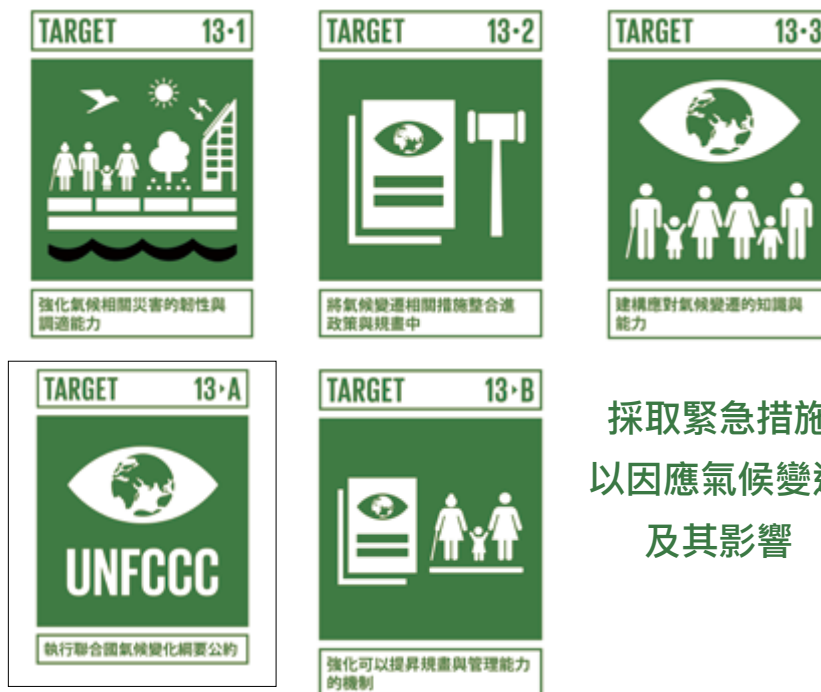 TARGET 13.1
強化氣候相關災害的韌性與
調適能力
TARGET 13.2
將氣候變遷相關措施整合進
政策與規畫中
TARGET 13.3
建構應對氣候變遷的知識與
能力
TARGET 13.A
UNFCCC
執行聯合國氣候變化綱要公約
TARGET 13.B
強化可以提昇規畫與管理能力
的機制
採取緊急措施
以因應氣候變
及其影響